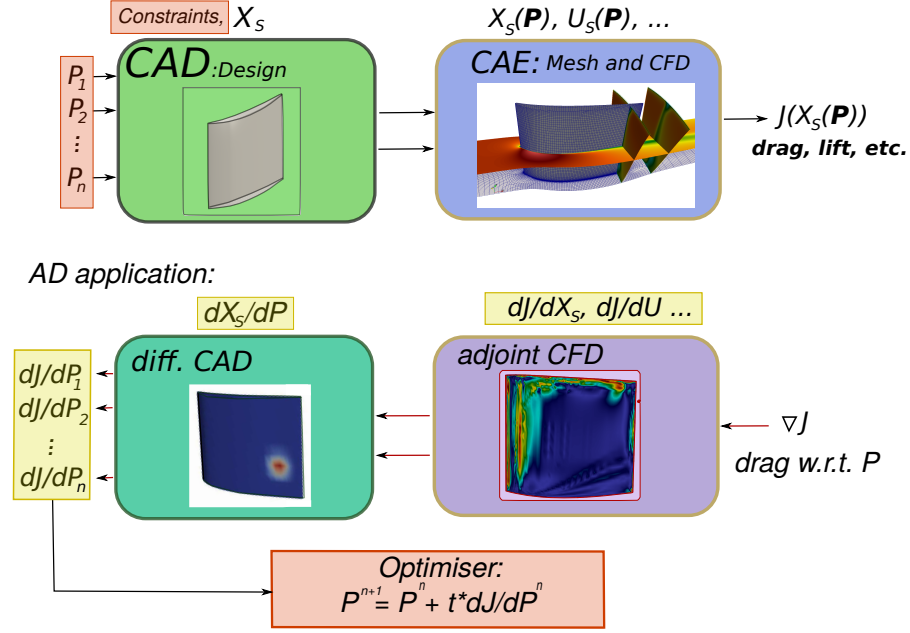 Constraints, X_S
X_S(P), U_S(P), ...
CAD:Design
CAE: Mesh and CFD
P_1
P_2
⋮
P_n
J(X_S(P))
drag, lift, etc.
AD application:
dX_S/dP
dJ/dX_S, dJ/dU ...
diff. CAD
adjoint CFD
dJ/dP_1
dJ/dP_2
⋮
dJ/dP_n
∇J
drag w.r.t. P
Optimiser:
P^{n+1} = P^n + t*dJ/dP^n